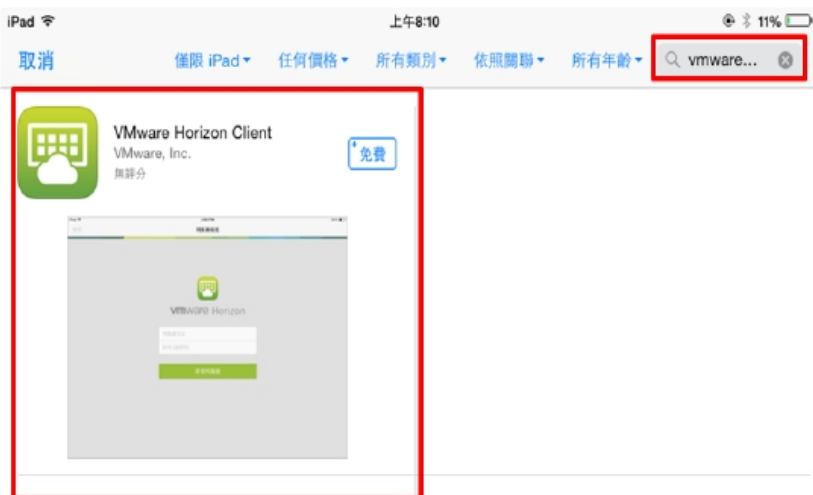 iPad 上午8:10 11%
取消 僅限 iPad 任何價格 所有類別 依照關聯 所有年齡 vmware...
VMware Horizon Client
VMware, Inc.
無評分
免費
vmware Horizon